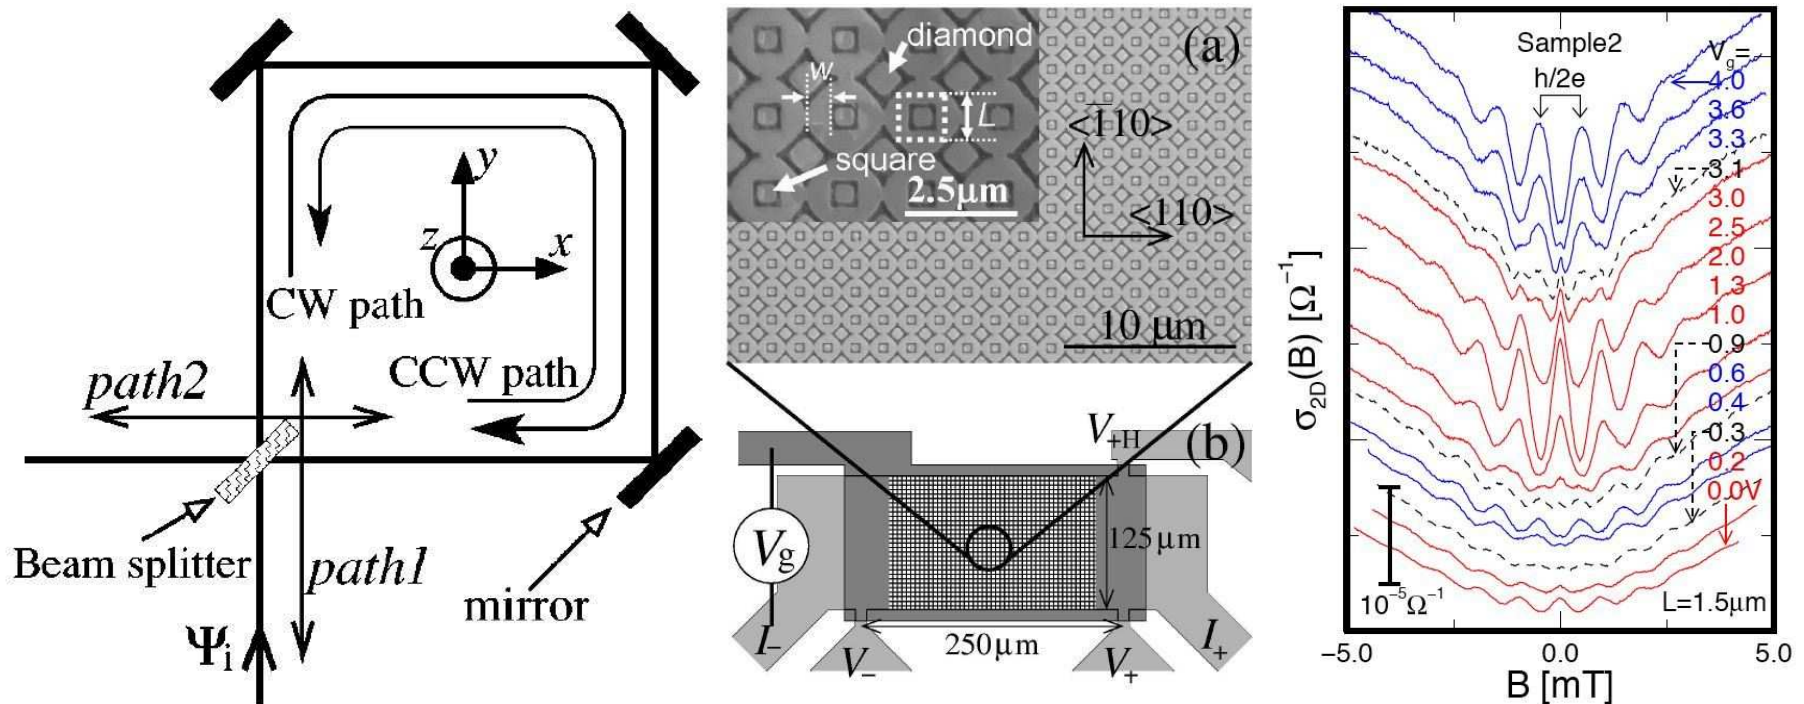 y
z
x
CW path
CCW path
path2
Beam splitter
path1
mirror
Ψi
(a)
diamond
w
L
square
2.5μm
<1̅10>
<110>
10 μm
(b)
V+H
Vg
125μm
250μm
I−
V−
V+
I+
Sample2
h/2e
Vg=
4.0
3.6
3.3
3.1
3.0
2.5
2.0
1.3
1.0
0.9
0.6
0.4
0.3
0.2
0.0V
σ2D(B) [Ω⁻¹]
10⁻⁵Ω⁻¹
L=1.5μm
−5.0
0.0
5.0
B [mT]